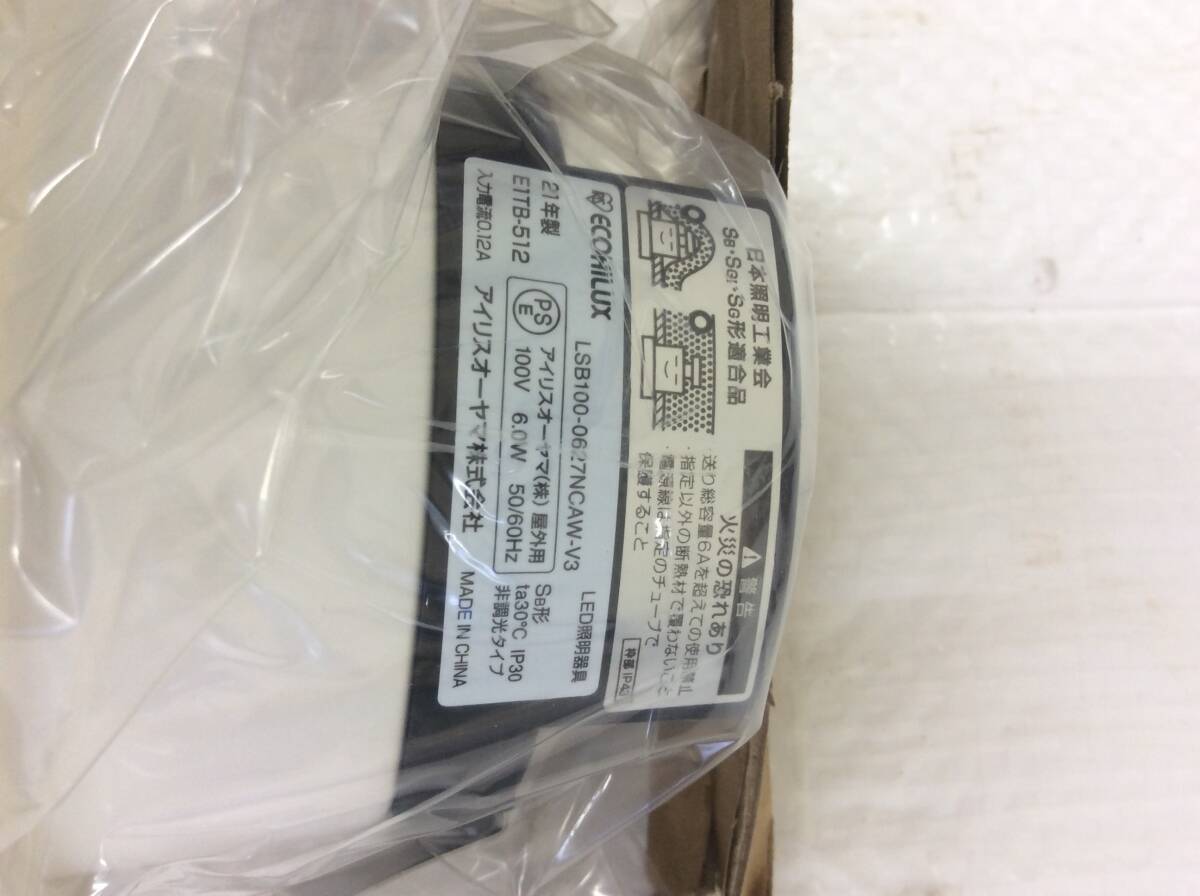 日本照明工業会
SB・SGI・SG形適合品
警告
火災の恐れあり
・送り総容量6Aを超えての使用禁止
・指定以外の断熱材で覆わないこと
・電源線は指定のチューブで
保護すること
枠部 IP43
ECOHiLUX
LED照明器具
LSB100-0627NCAW-V3
21年製
E1TB-512
PS
E
アイリスオーヤマ(株) 屋外用
100V 6.0W 50/60Hz
SB形
ta30℃ IP30
非調光タイプ
入力電流0.12A
アイリスオーヤマ株式会社
MADE IN CHINA